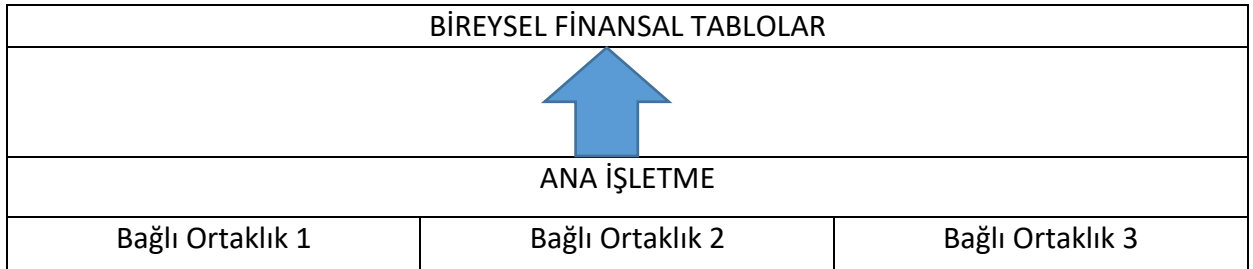 BİREYSEL FİNANSAL TABLOLAR
ANA İŞLETME
Bağlı Ortaklık 1
Bağlı Ortaklık 2
Bağlı Ortaklık 3